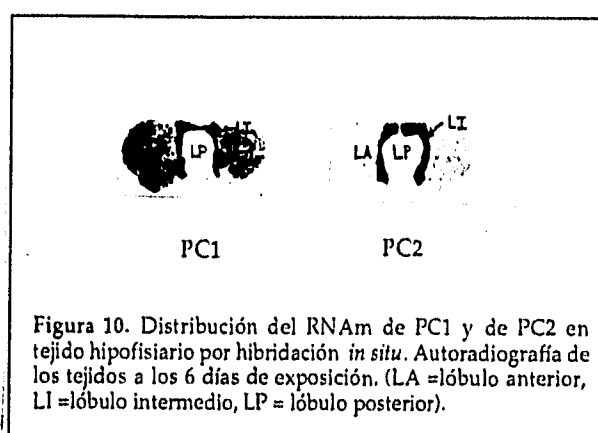 LI
LP
LI
LA
LP
PC1
PC2
Figura 10. Distribución del RNAm de PC1 y de PC2 en
tejido hipofisiario por hibridación in situ. Autoradiografía de
los tejidos a los 6 días de exposición. (LA =lóbulo anterior,
LI =lóbulo intermedio, LP = lóbulo posterior).